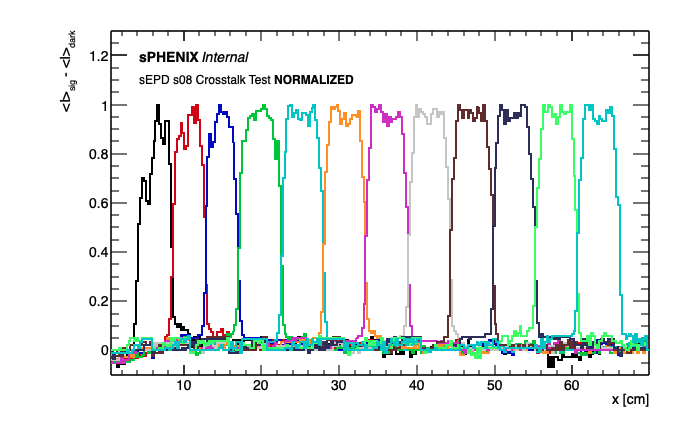 <I>sig - <I>dark
sPHENIX Internal
sEPD s08 Crosstalk Test NORMALIZED
1.2
1
0.8
0.6
0.4
0.2
0
10 20 30 40 50 60
x [cm]